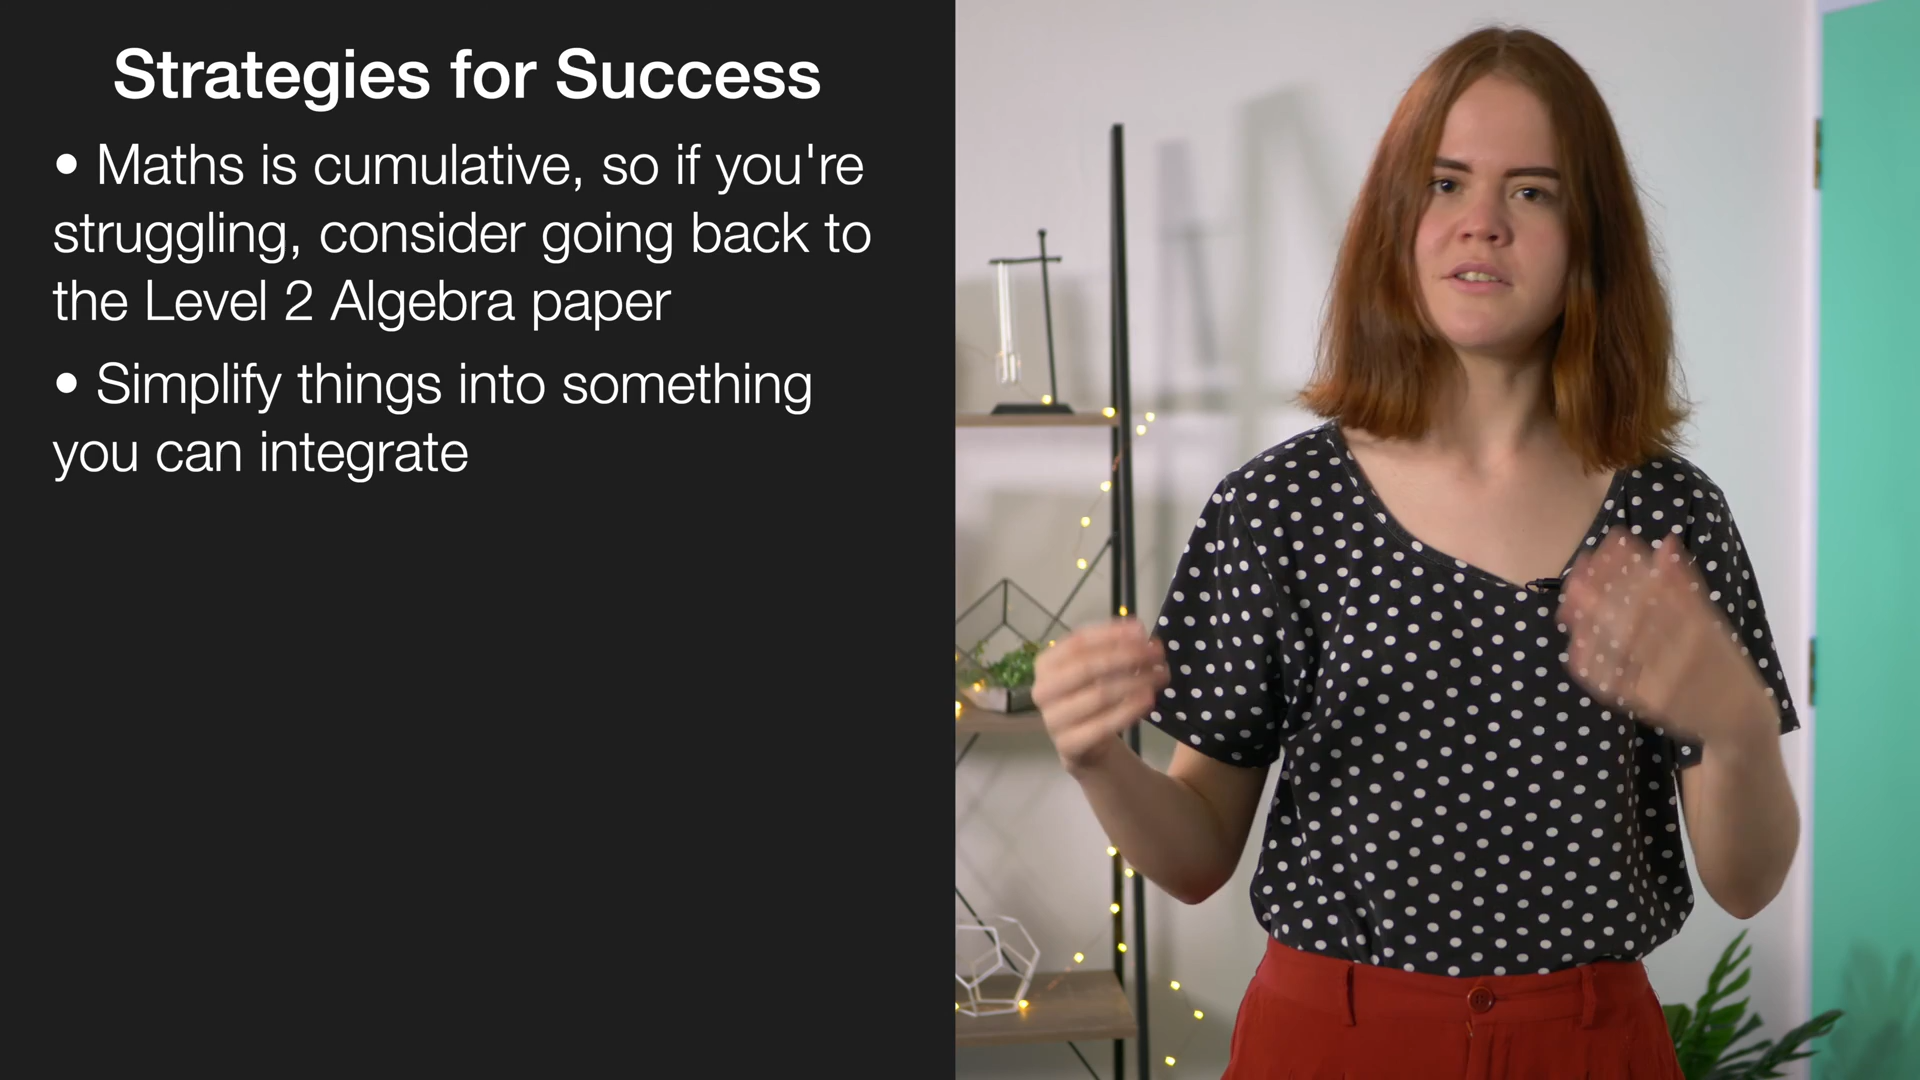 Strategies for Success
• Maths is cumulative, so if you're
struggling, consider going back to
the Level 2 Algebra paper
• Simplify things into something
you can integrate